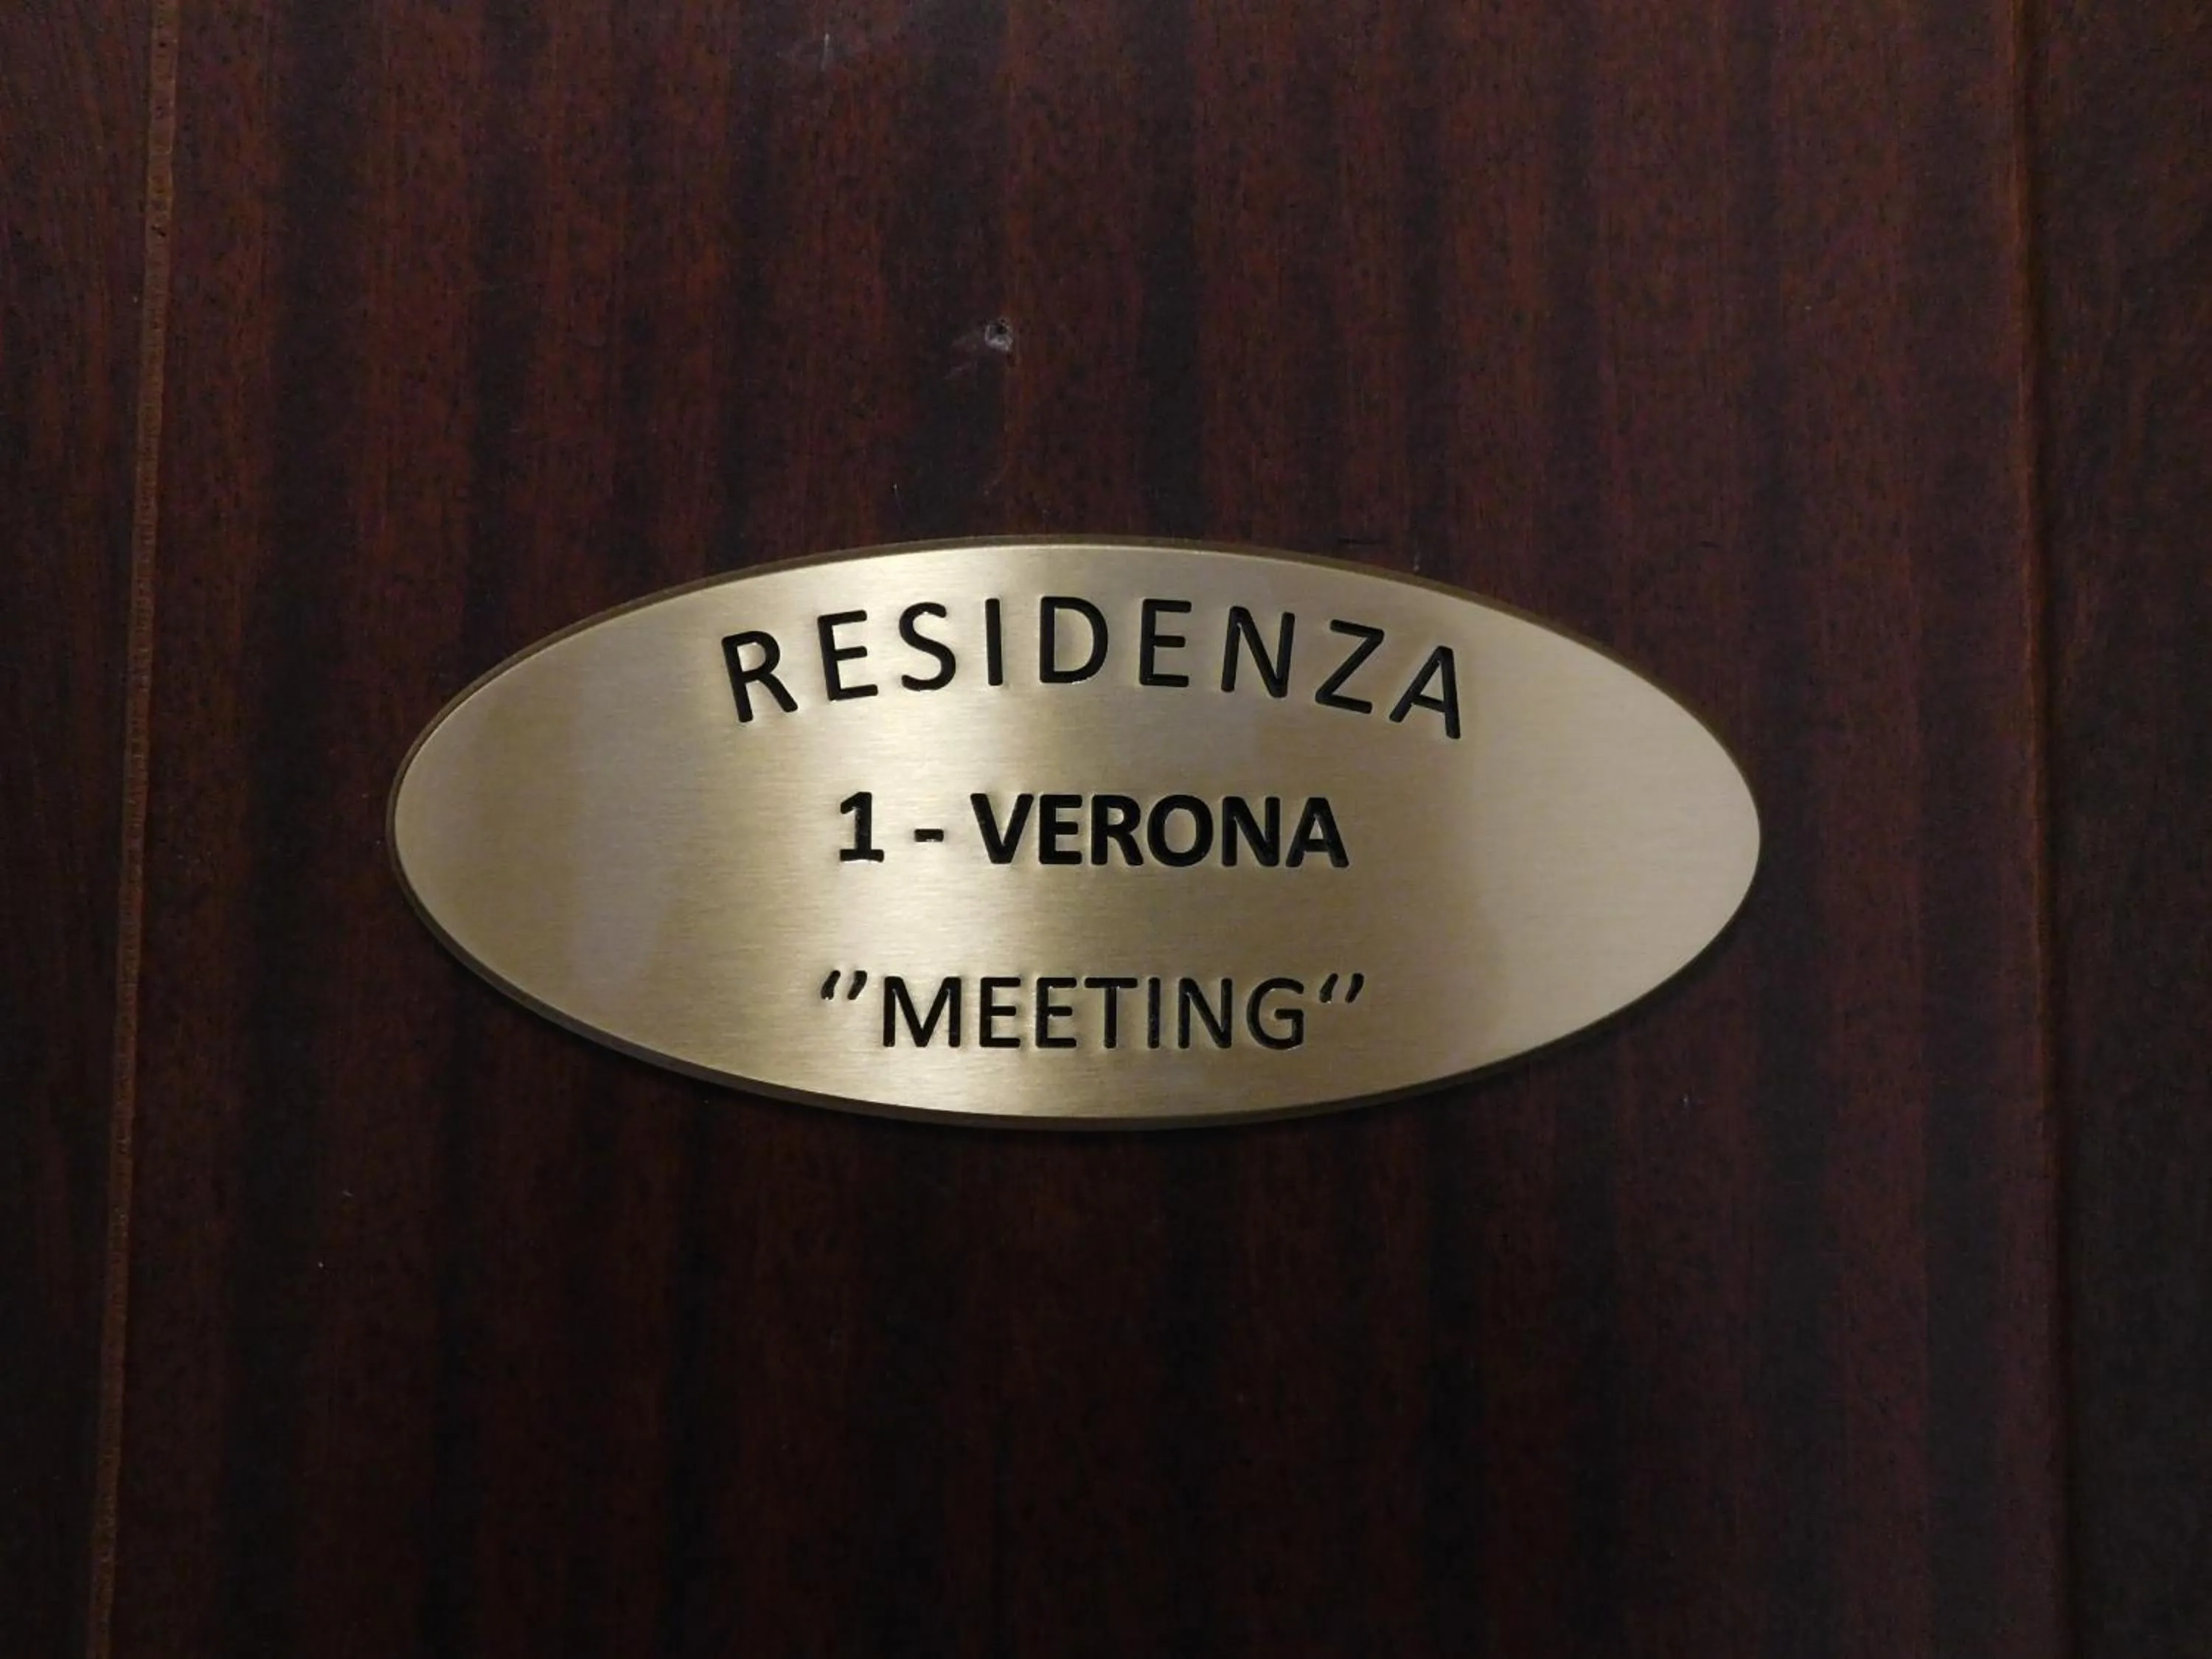 RESIDENZA
1 - VERONA
‘’MEETING‘’